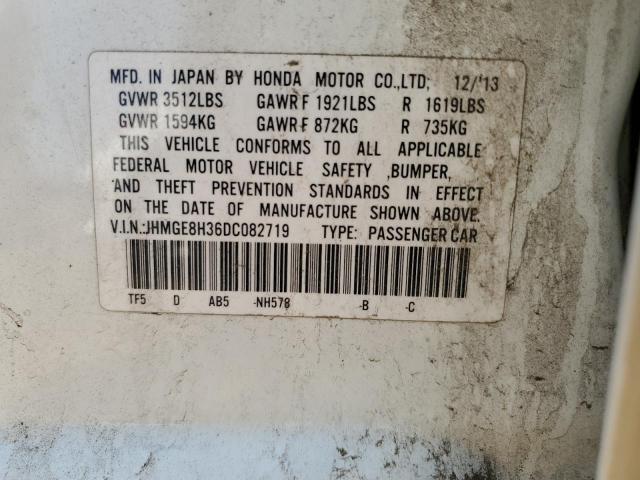 MFD. IN JAPAN BY HONDA MOTOR CO.,LTD; 12/'13
GVWR 3512LBS GAWR F 1921LBS R 1619LBS
GVWR 1594KG GAWR F 872KG R 735KG
THIS VEHICLE CONFORMS TO ALL APPLICABLE
FEDERAL MOTOR VEHICLE SAFETY ,BUMPER,
AND THEFT PREVENTION STANDARDS IN EFFECT
ON THE DATE OF MANUFACTURE SHOWN ABOVE.
V.I.N.:JHMGE8H36DC082719 TYPE: PASSENGER CAR
TF5 D AB5 -NH578 -B -C